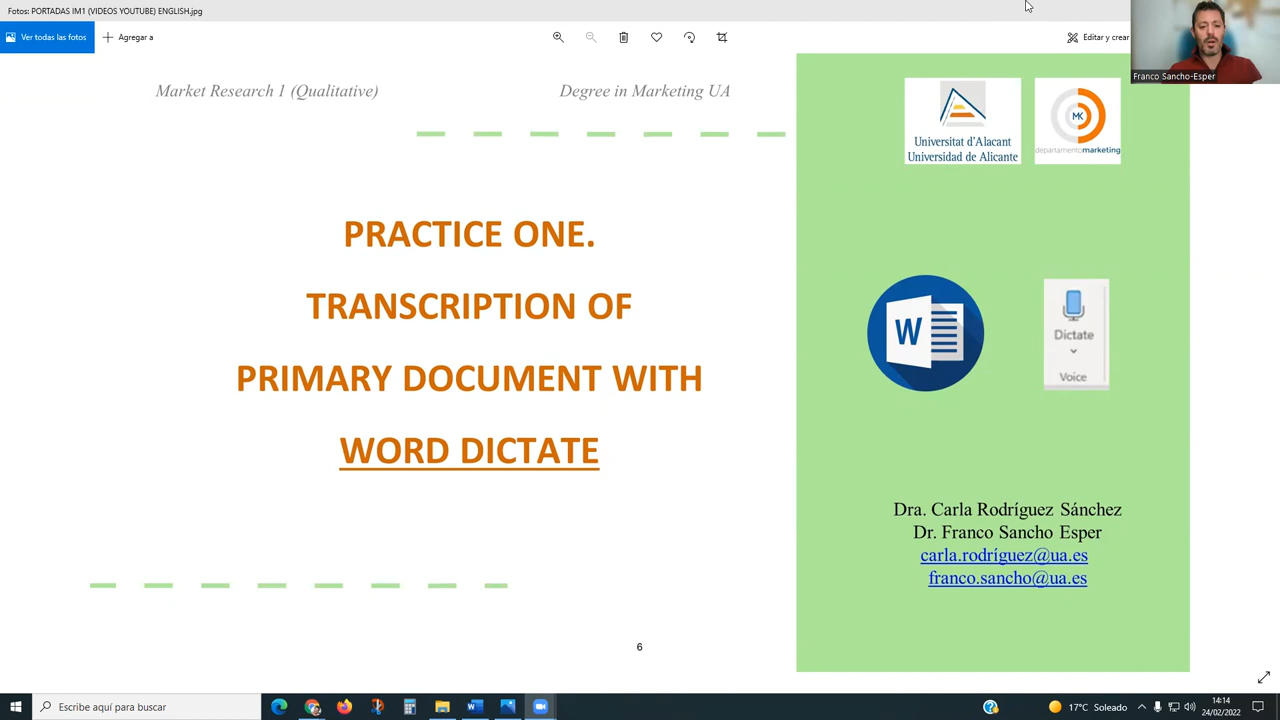 Fotos: PORTADAS IM1 (VIDEOS YOUTUBE) ENGLISH.jpg
Ver todas las fotos
Agregar a
Editar y crear
Franco Sancho-Esper
Market Research 1 (Qualitative)
Degree in Marketing UA
PRACTICE ONE.
TRANSCRIPTION OF
PRIMARY DOCUMENT WITH
WORD DICTATE
Universitat d'Alacant
Universidad de Alicante
MK
departamentomarketing
W
Dictate
Voice
Dra. Carla Rodríguez Sánchez
Dr. Franco Sancho Esper
carla.rodríguez@ua.es
franco.sancho@ua.es
6
Escribe aquí para buscar
17°C Soleado
14:14
24/02/2022